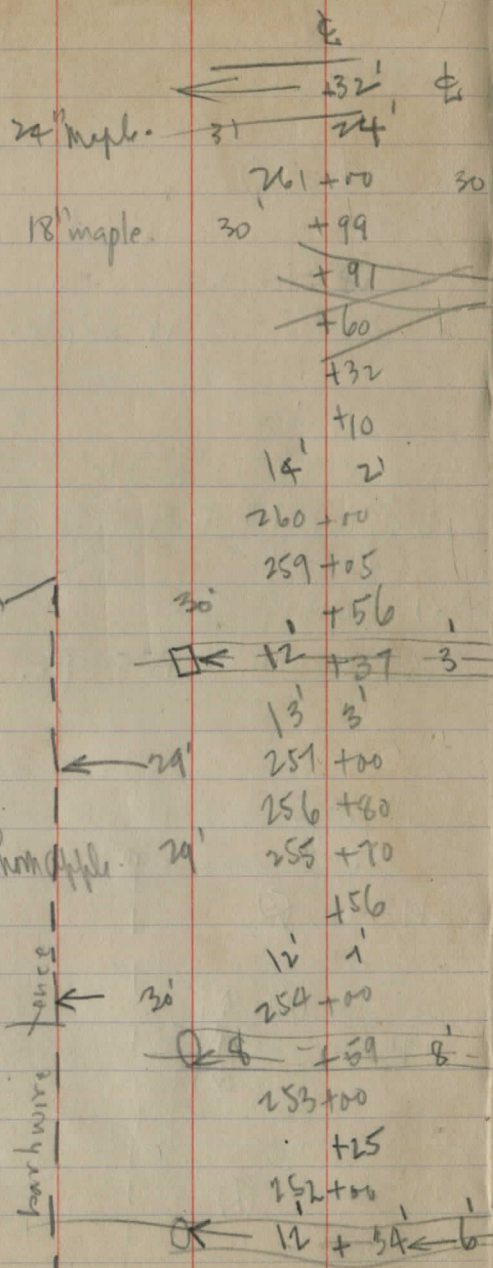 ℄
+32' ℄
24" Maple. 31 24'
261 + 00 30
18" maple. 30' + 99
+ 91
+60
+32
+10
14' 2'
260 + 00
259 + 05
30' +56
12' +37 3'
13' 3'
29' 257 + 00
256 + 80
apple. 29' 255 + 70
+56
12' 1'
30' 254 + 00
8 +59 8'
253 + 00
+25
252 + 00
12' + 34' 6'